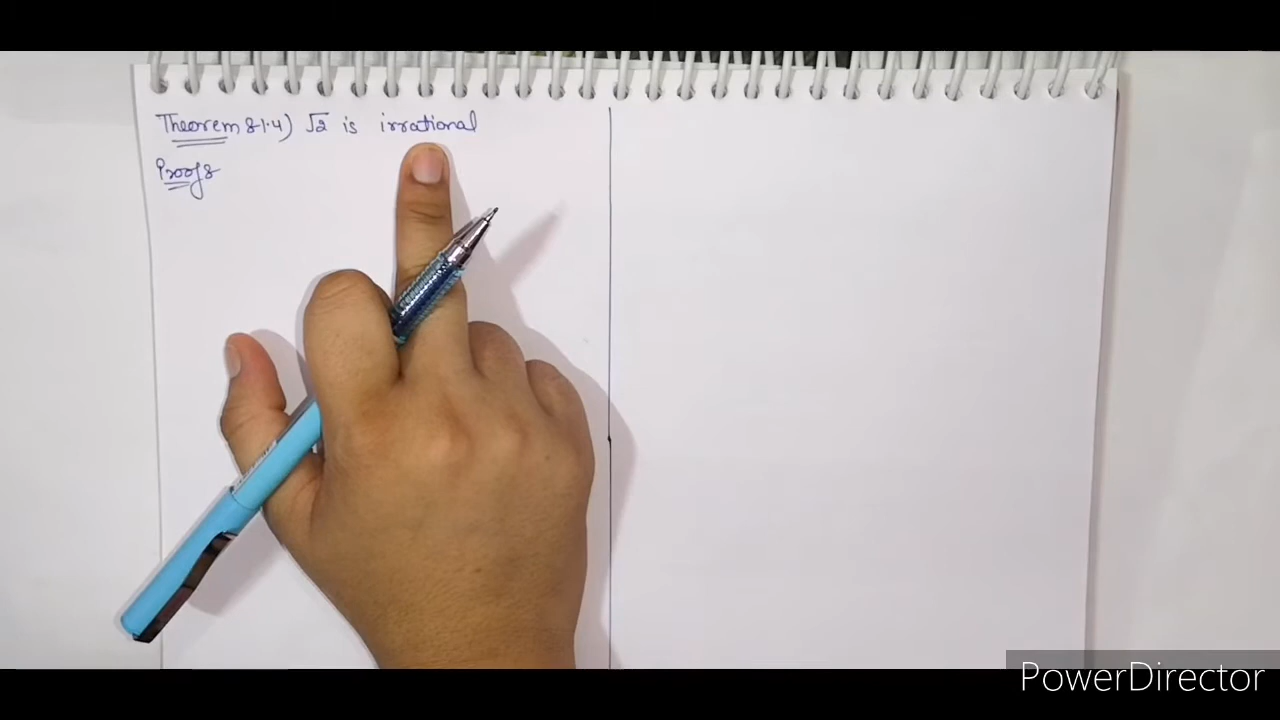 Theorem 8.1.4) √2 is irrational
Proof:
PowerDirector